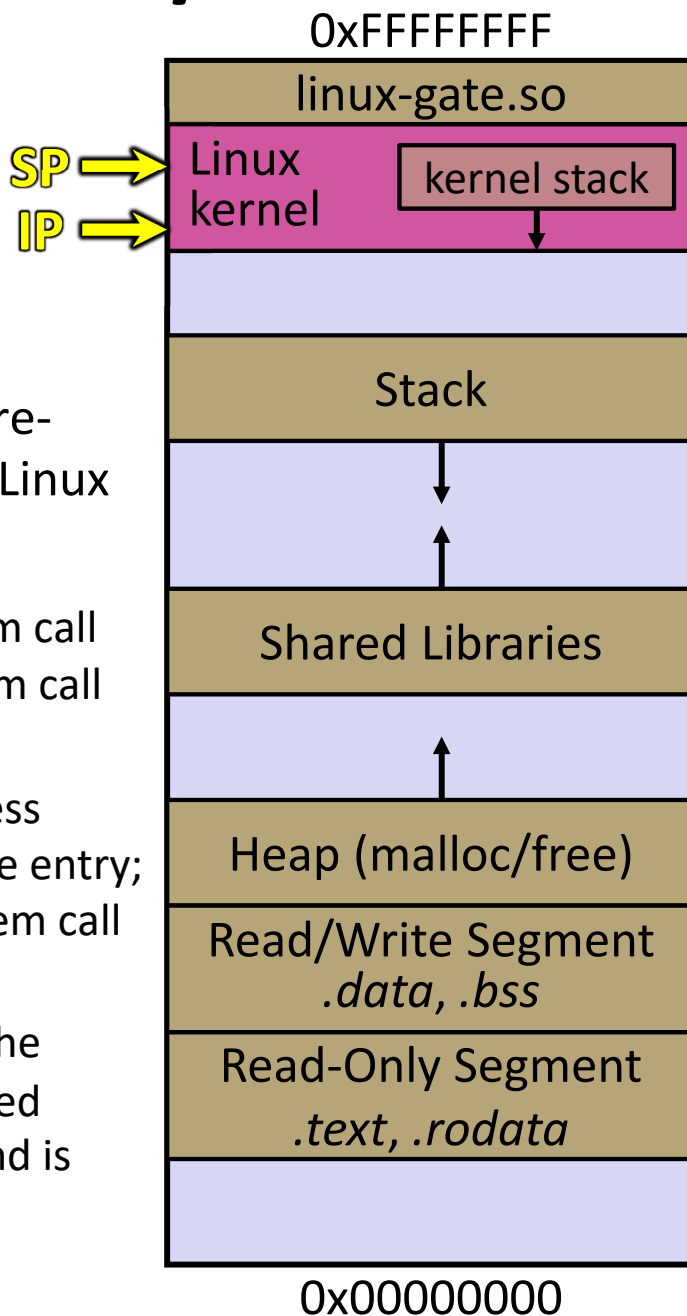 0xFFFFFFFF
linux-gate.so
SP
IP
Linux
kernel
kernel stack
Stack
re-
Linux
m call
m call
ess
e entry;
em call
he
ed
nd is
Shared Libraries
Heap (malloc/free)
Read/Write Segment
.data, .bss
Read-Only Segment
.text, .rodata
0x00000000